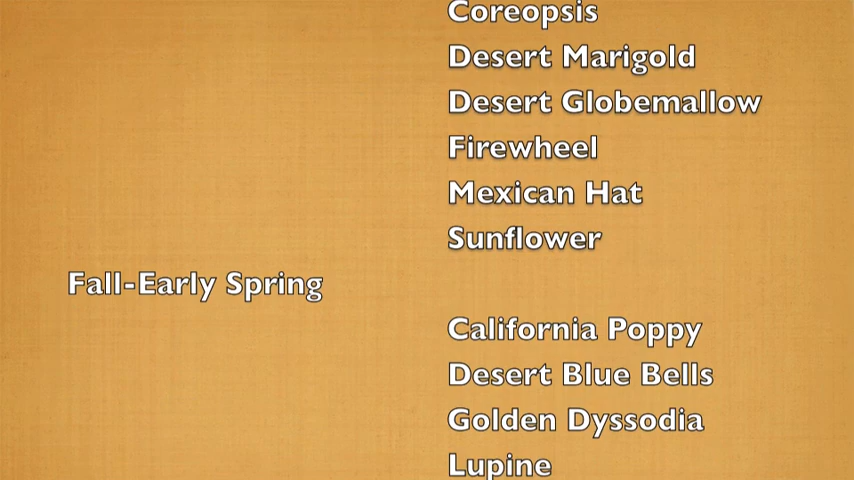 Coreopsis
Desert Marigold
Desert Globemallow
Firewheel
Mexican Hat
Sunflower
Fall-Early Spring
California Poppy
Desert Blue Bells
Golden Dyssodia
Lupine